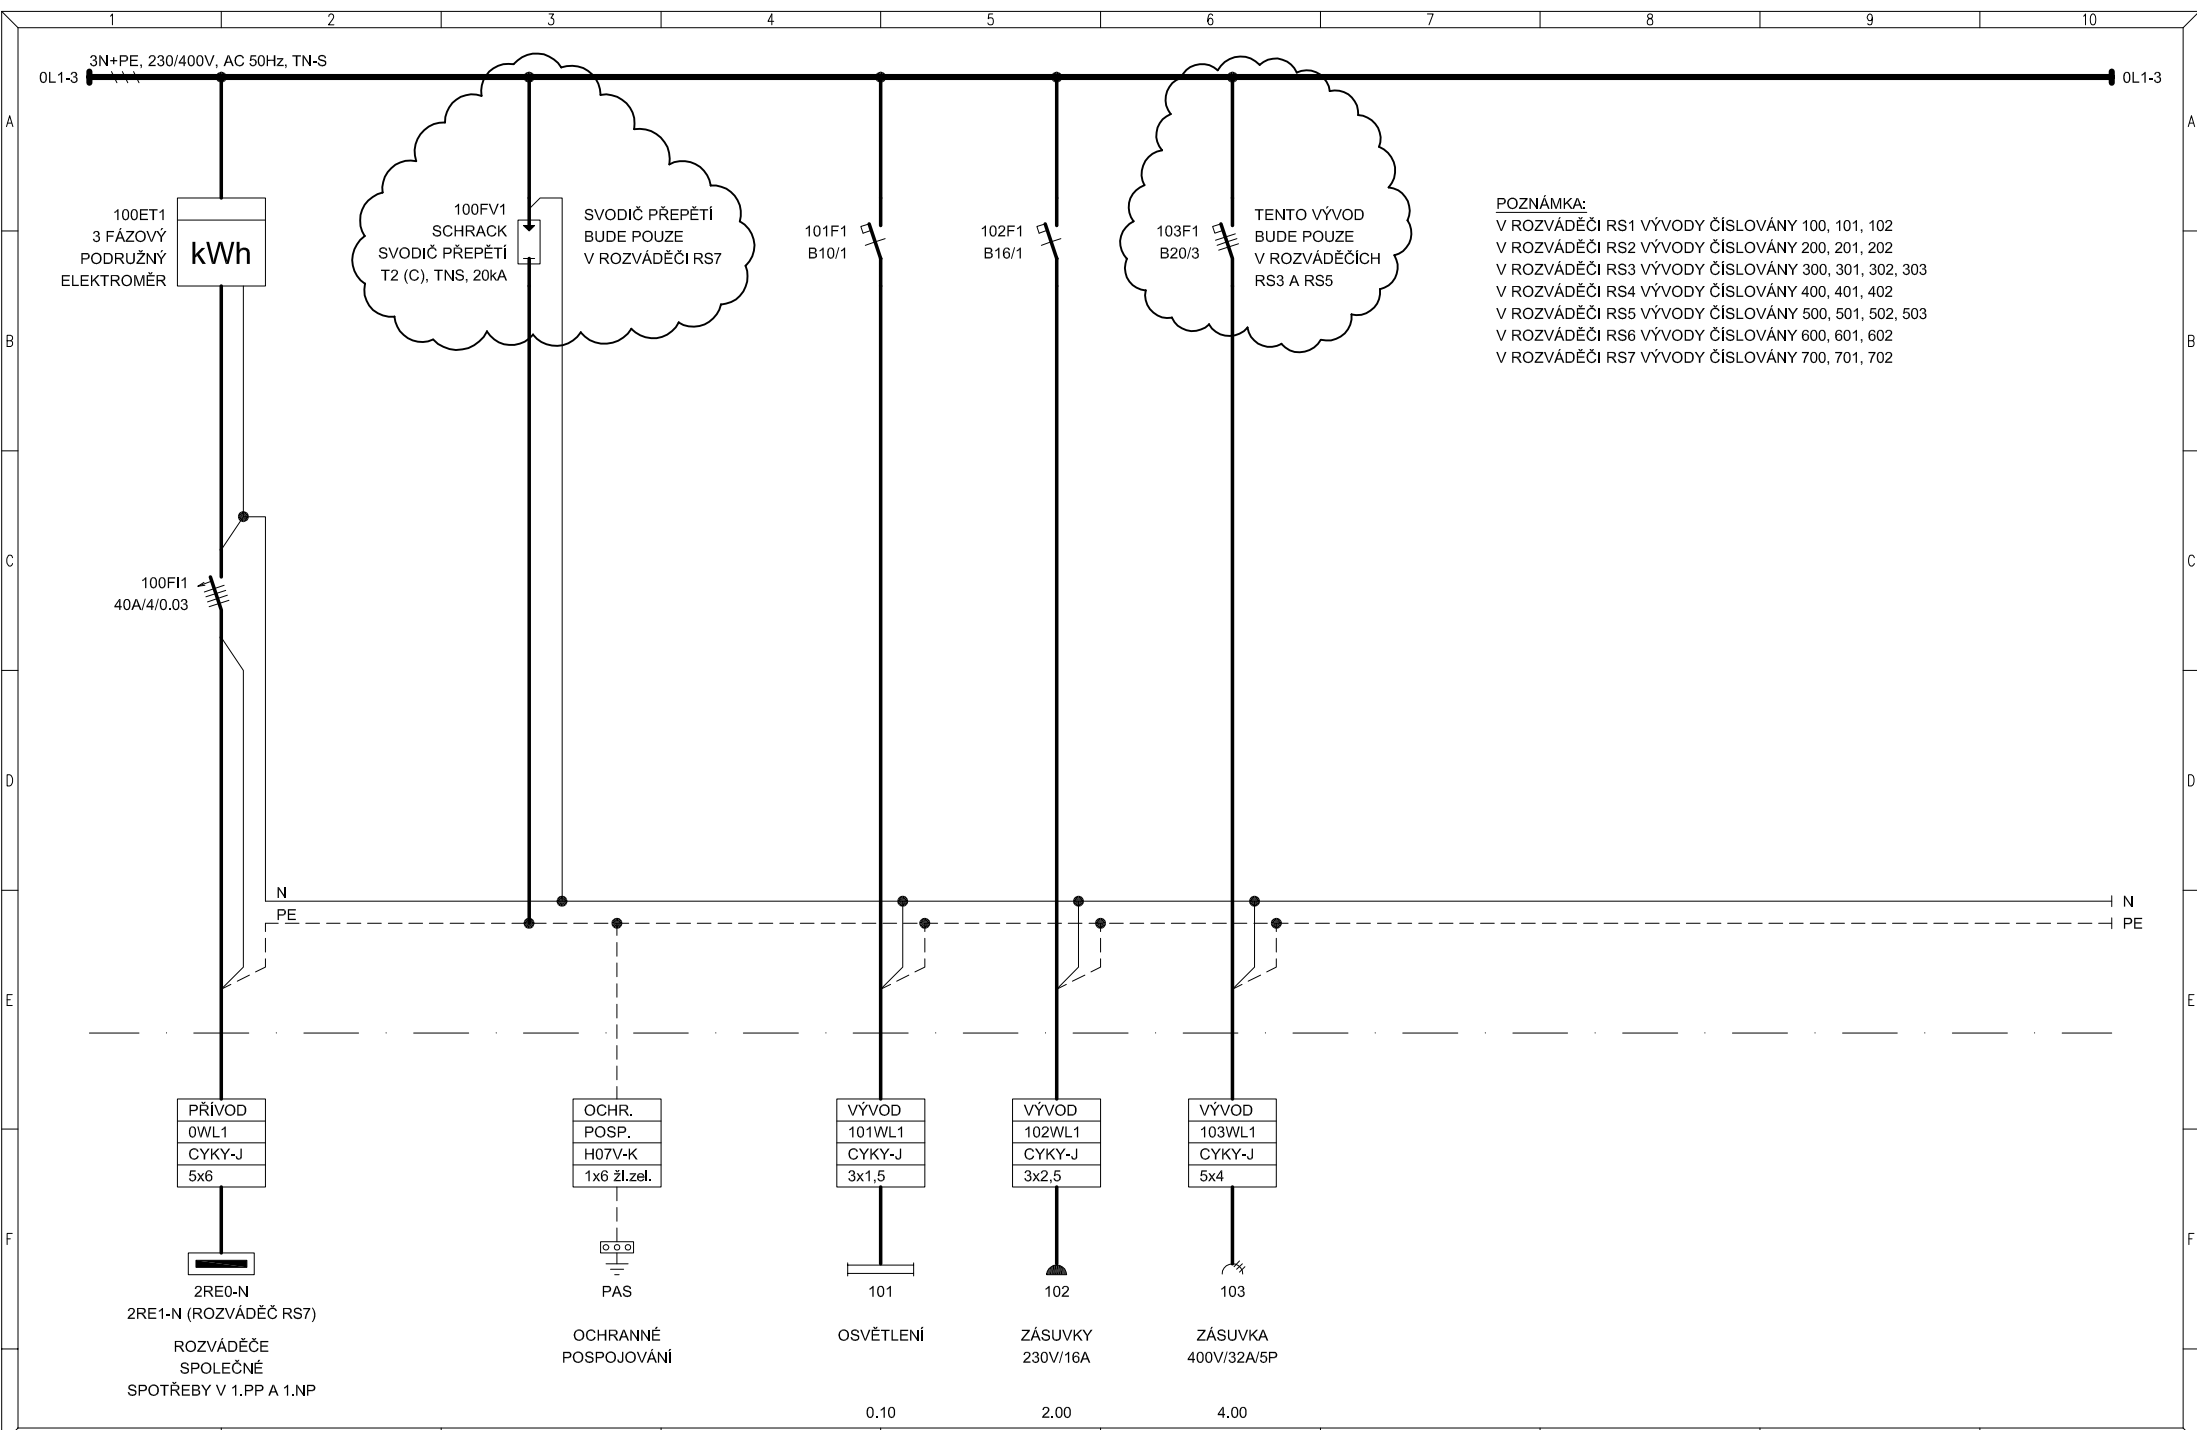 1 2 3 4 5 6 7 8 9 10
3N+PE, 230/400V, AC 50Hz, TN-S
0L1-3
0L1-3
A
A
100ET1
3 FÁZOVÝ
PODRUŽNÝ
ELEKTROMĚR
kWh
100FV1
SCHRACK
SVODIČ PŘEPĚTÍ
T2 (C), TNS, 20kA
SVODIČ PŘEPĚTÍ
BUDE POUZE
V ROZVÁDĚČI RS7
101F1
B10/1
102F1
B16/1
103F1
B20/3
TENTO VÝVOD
BUDE POUZE
V ROZVÁDĚČÍCH
RS3 A RS5
POZNÁMKA:
V ROZVÁDĚČI RS1 VÝVODY ČÍSLOVÁNY 100, 101, 102
V ROZVÁDĚČI RS2 VÝVODY ČÍSLOVÁNY 200, 201, 202
V ROZVÁDĚČI RS3 VÝVODY ČÍSLOVÁNY 300, 301, 302, 303
V ROZVÁDĚČI RS4 VÝVODY ČÍSLOVÁNY 400, 401, 402
V ROZVÁDĚČI RS5 VÝVODY ČÍSLOVÁNY 500, 501, 502, 503
V ROZVÁDĚČI RS6 VÝVODY ČÍSLOVÁNY 600, 601, 602
V ROZVÁDĚČI RS7 VÝVODY ČÍSLOVÁNY 700, 701, 702
B
B
C
C
100FI1
40A/4/0.03
D
D
N
PE
N
PE
E
E
PŘÍVOD
0WL1
CYKY-J
5x6
OCHR.
POSP.
H07V-K
1x6 žl.zel.
VÝVOD
101WL1
CYKY-J
3x1,5
VÝVOD
102WL1
CYKY-J
3x2,5
VÝVOD
103WL1
CYKY-J
5x4
F
F
2RE0-N
2RE1-N (ROZVÁDĚČ RS7)
ROZVÁDĚČE
SPOLEČNÉ
SPOTŘEBY V 1.PP A 1.NP
PAS
OCHRANNÉ
POSPOJOVÁNÍ
101
OSVĚTLENÍ
0.10
102
ZÁSUVKY
230V/16A
2.00
103
ZÁSUVKA
400V/32A/5P
4.00